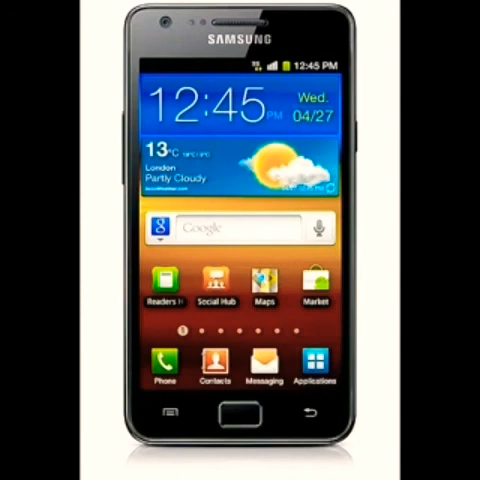 SAMSUNG
12:45 PM
12:45 PM
Wed.
04/27
13°C
London
Partly Cloudy
Google
Readers H
Social Hub
Maps
Market
1
Phone
Contacts
Messaging
Applications